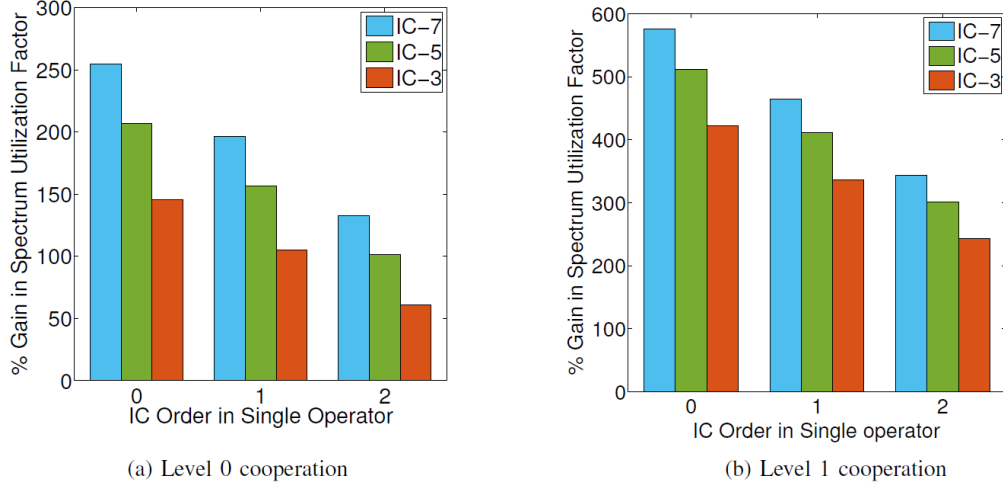 300
250
200
150
100
50
0
% Gain in Spectrum Utilization Factor
IC-7
IC-5
IC-3
0 1 2
IC Order in Single Operator
(a) Level 0 cooperation
600
500
400
300
200
100
0
% Gain in Spectrum Utilization Factor
IC-7
IC-5
IC-3
0 1 2
IC Order in Single operator
(b) Level 1 cooperation